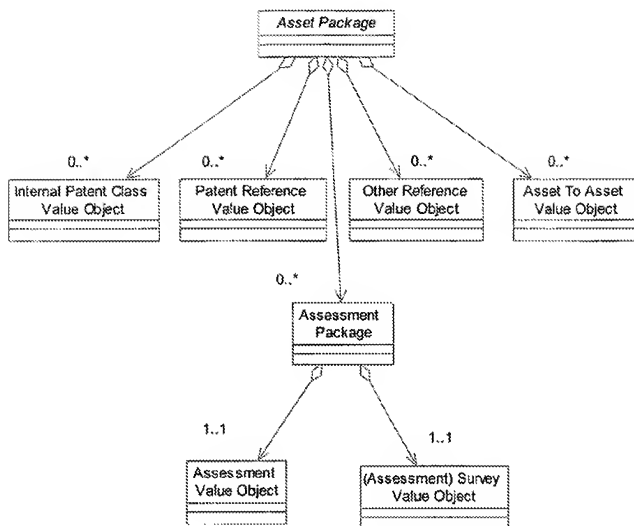 Asset Package
0..*
0..*
0..*
0..*
Internal Patent Class
Value Object
Patent Reference
Value Object
Other Reference
Value Object
Asset To Asset
Value Object
0..*
Assessment
Package
1..1
1..1
Assessment
Value Object
(Assessment) Survey
Value Object